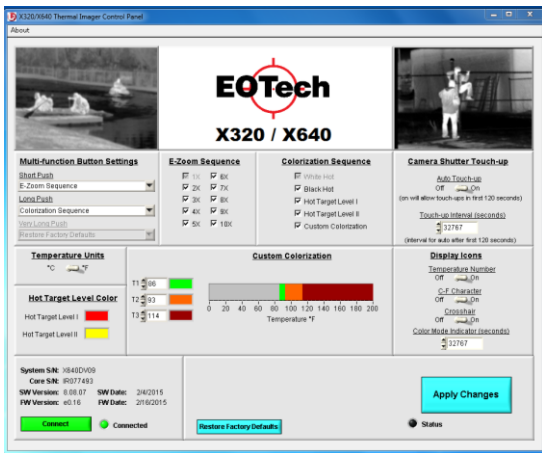 X320/X640 Thermal Imager Control Panel
About
EOTech
X320 / X640
Multi-function Button Settings
Short Push
E-Zoom Sequence
Long Push
Colorization Sequence
Very Long Push
Restore Factory Defaults
E-Zoom Sequence
1X 6X
2X 7X
3X 8X
4X 9X
5X 10X
Colorization Sequence
White Hot
Black Hot
Hot Target Level I
Hot Target Level II
Custom Colorization
Camera Shutter Touch-up
Auto Touch-up
Off On
(on will allow touch-ups in first 120 seconds)
Touch-up Interval (seconds)
32767
(interval for auto after first 120 seconds)
Temperature Units
°C °F
Hot Target Level Color
Hot Target Level I
Hot Target Level II
Custom Colorization
T1 86
T2 93
T3 114
0 20 40 60 80 100 120 140 160 180 200
Temperature °F
Display Icons
Temperature Number
Off On
C-F Character
Off On
Crosshair
Off On
Color Mode Indicator (seconds)
32767
System S/N: X640DV09
Core S/N: IR077493
SW Version: 8.08.07 SW Date: 2/4/2015
FW Version: e0.16 FW Date: 2/16/2015
Connect Connected
Restore Factory Defaults
Apply Changes
Status